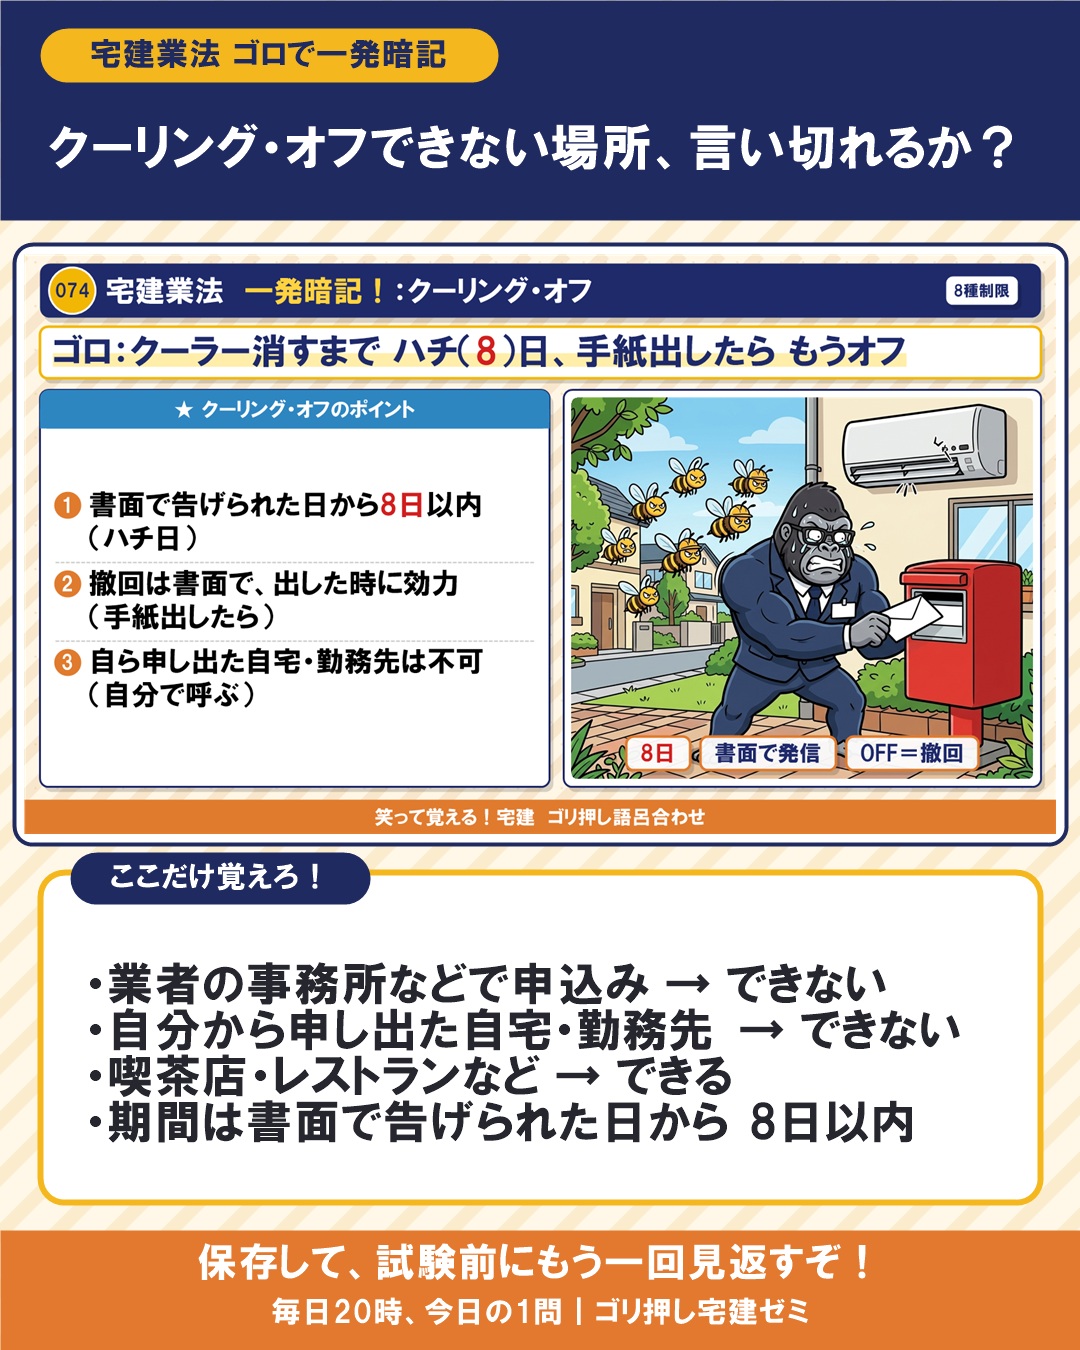 宅建業法 ゴロで一発暗記
クーリング・オフできない場所、言い切れるか？
074 宅建業法 一発暗記！：クーリング・オフ 8種制限
ゴロ：クーラー消すまで ハチ（8）日、手紙出したら もうオフ
★ クーリング・オフのポイント
1 書面で告げられた日から8日以内
（ハチ日）
2 撤回は書面で、出した時に効力
（手紙出したら）
3 自ら申し出た自宅・勤務先は不可
（自分で呼ぶ）
8日 書面で発信 OFF＝撤回
笑って覚える！宅建 ゴリ押し語呂合わせ
ここだけ覚えろ！
・業者の事務所などで申込み → できない
・自分から申し出た自宅・勤務先 → できない
・喫茶店・レストランなど → できる
・期間は書面で告げられた日から 8日以内
保存して、試験前にもう一回見返すぞ！
毎日20時、今日の1問｜ゴリ押し宅建ゼミ